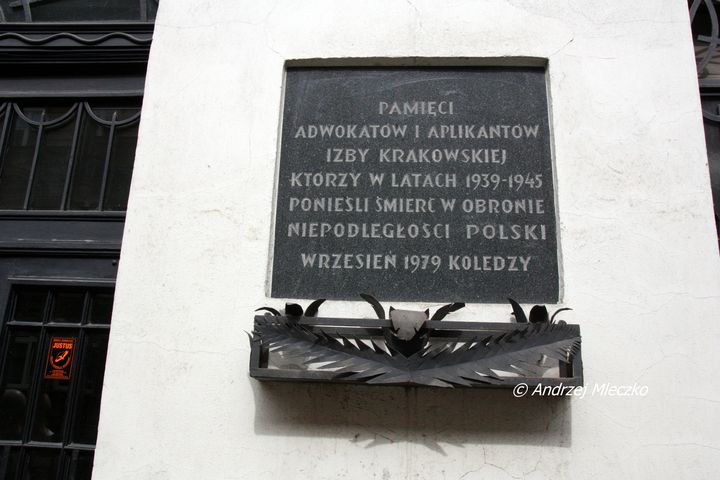 PAMIĘCI
ADWOKATÓW I APLIKANTÓW
IZBY KRAKOWSKIEJ
KTÓRZY W LATACH 1939-1945
PONIEŚLI ŚMIERĆ W OBRONIE
NIEPODLEGŁOŚCI POLSKI
WRZESIEŃ 1979 KOLEDZY
© Andrzej Mleczko
JUSTUS